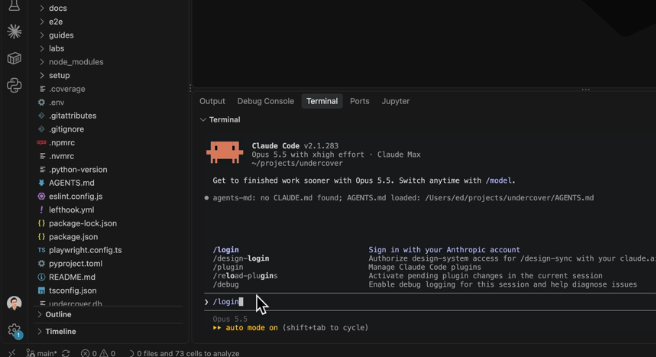 docs
e2e
guides
labs
node_modules
setup
.coverage
.env
.gitattributes
.gitignore
.npmrc
.nvmrc
.python-version
AGENTS.md
eslint.config.js
lefthook.yml
package-lock.json
package.json
playwright.config.ts
pyproject.toml
README.md
tsconfig.json
undercover.db
Outline
Timeline
Output Debug Console Terminal Ports Jupyter
Terminal
Claude Code v2.1.283
Opus 5.5 with xhigh effort · Claude Max
~/projects/undercover
Get to finished work sooner with Opus 5.5. Switch anytime with /model.
agents-md: no CLAUDE.md found; AGENTS.md loaded: /Users/ed/projects/undercover/AGENTS.md
/login Sign in with your Anthropic account
/design-login Authorize design-system access for /design-sync with your claude.a
/plugin Manage Claude Code plugins
/reload-plugins Activate pending plugin changes in the current session
/debug Enable debug logging for this session and help diagnose issues
❯ /login
Opus 5.5
▸▸ auto mode on (shift+tab to cycle)
main* 0 0 0 files and 73 cells to analyze